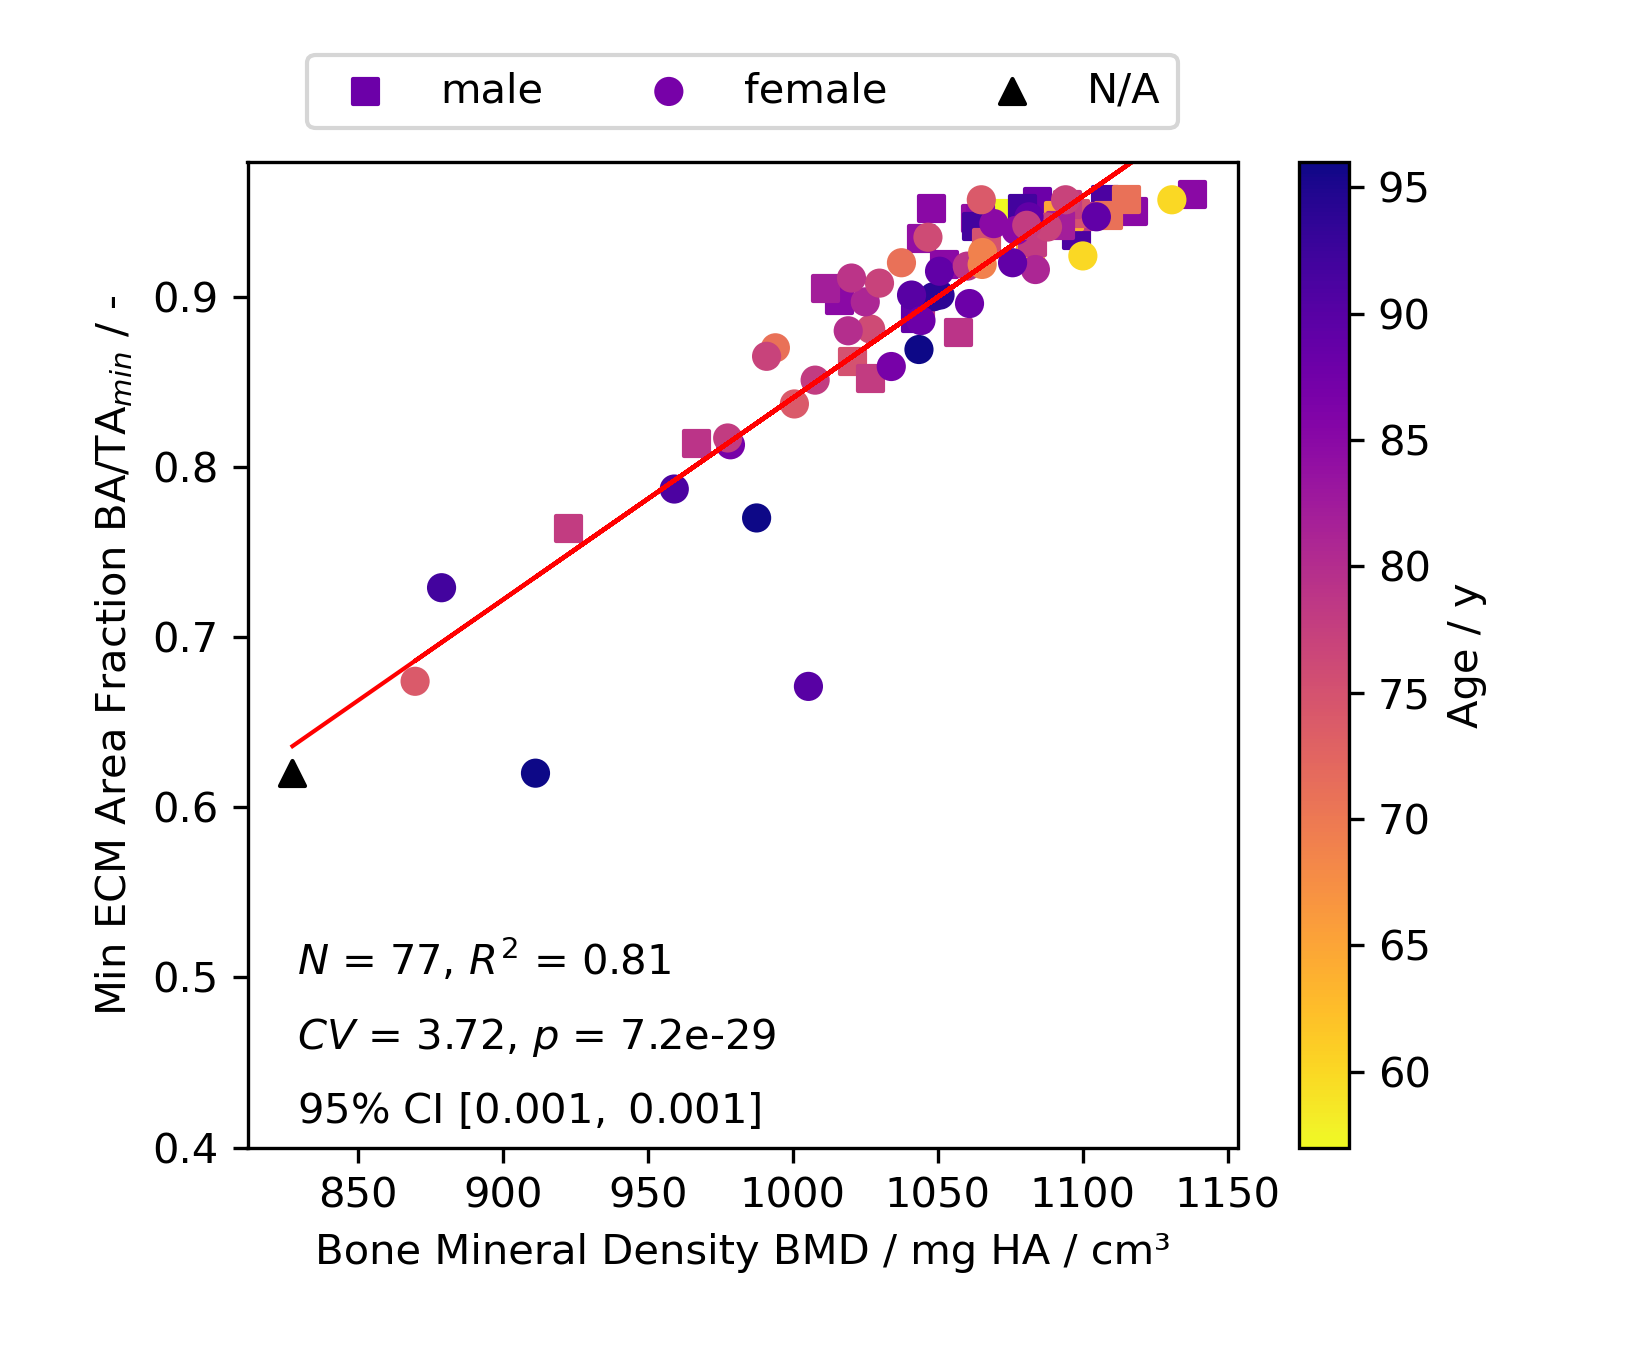 male female N/A
Min ECM Area Fraction BA/TAmin / -
0.9
0.8
0.7
0.6
0.5
0.4
N = 77, R² = 0.81
CV = 3.72, p = 7.2e-29
95% CI [0.001, 0.001]
850 900 950 1000 1050 1100 1150
Bone Mineral Density BMD / mg HA / cm³
95
90
85
80
75
70
65
60
Age / y